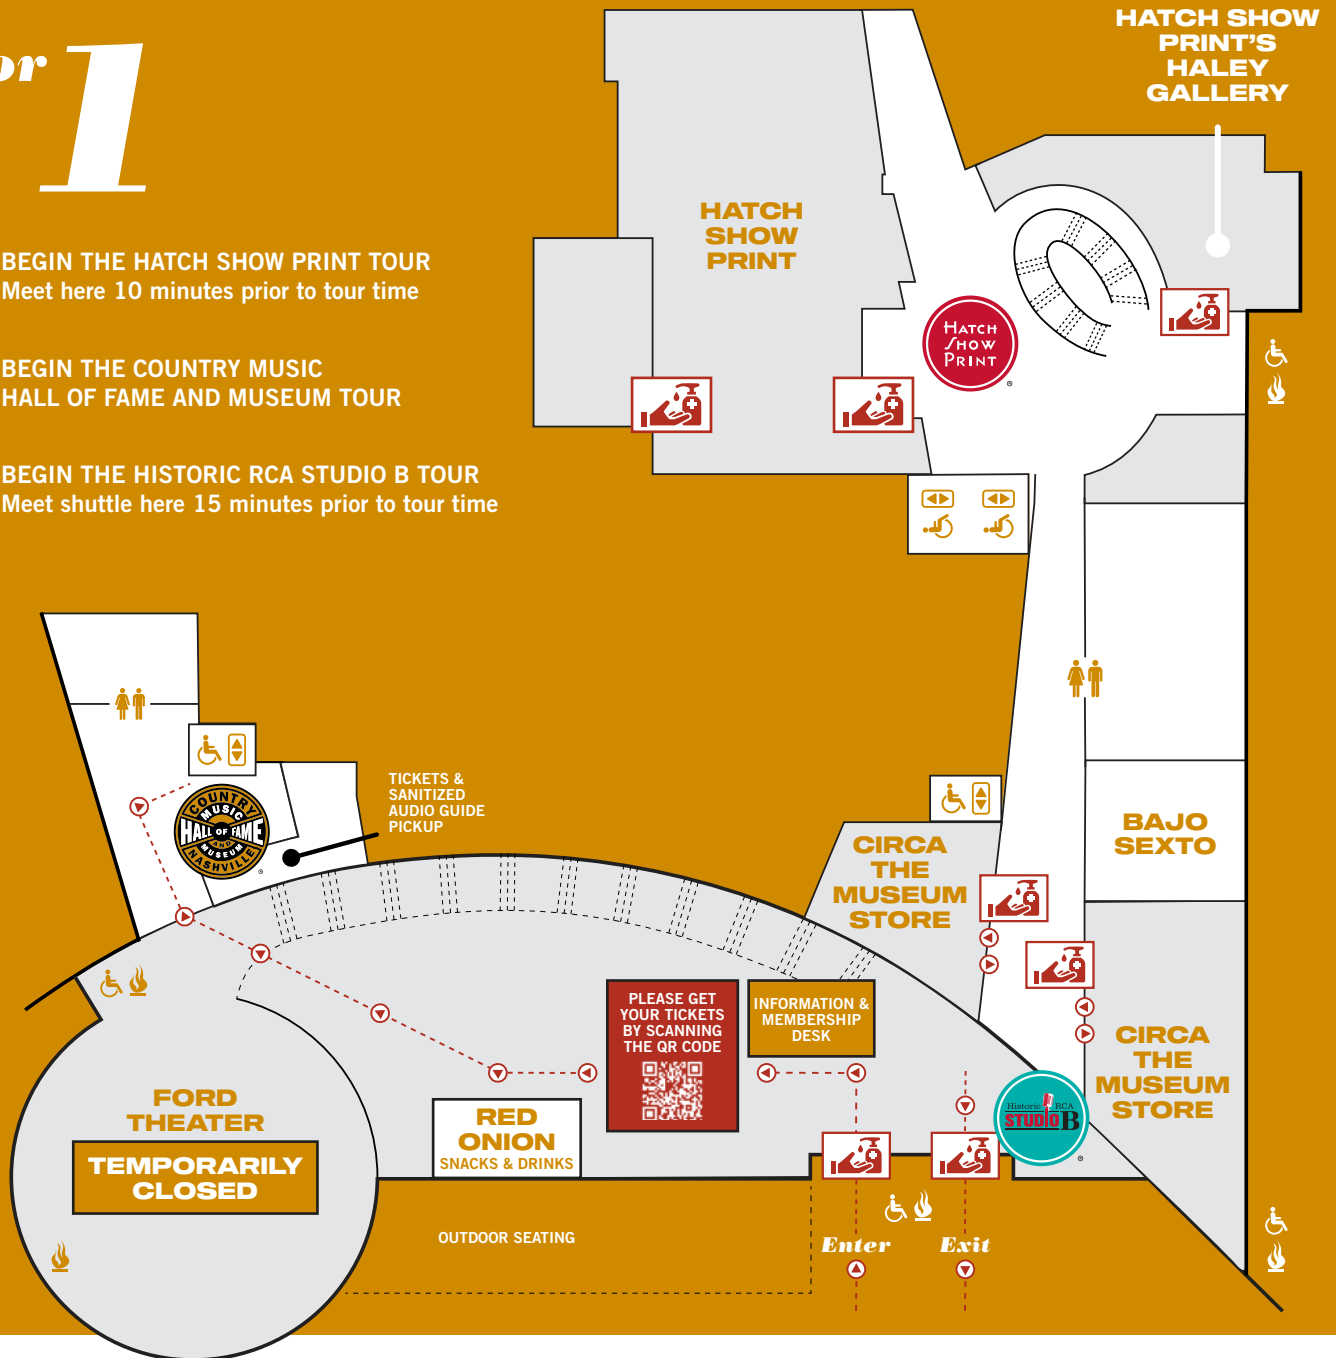 or 1
HATCH SHOW
PRINT'S
HALEY
GALLERY
BEGIN THE HATCH SHOW PRINT TOUR
Meet here 10 minutes prior to tour time
BEGIN THE COUNTRY MUSIC
HALL OF FAME AND MUSEUM TOUR
BEGIN THE HISTORIC RCA STUDIO B TOUR
Meet shuttle here 15 minutes prior to tour time
HATCH
SHOW
PRINT
HATCH
SHOW
PRINT
®
TICKETS &
SANITIZED
AUDIO GUIDE
PICKUP
COUNTRY
MUSIC
HALL OF FAME
AND
MUSEUM
NASHVILLE
®
BAJO
SEXTO
CIRCA
THE
MUSEUM
STORE
PLEASE GET
YOUR TICKETS
BY SCANNING
THE QR CODE
INFORMATION &
MEMBERSHIP
DESK
CIRCA
THE
MUSEUM
STORE
Historic RCA
STUDIO B
®
FORD
THEATER
TEMPORARILY
CLOSED
RED
ONION
SNACKS & DRINKS
OUTDOOR SEATING
Enter
Exit